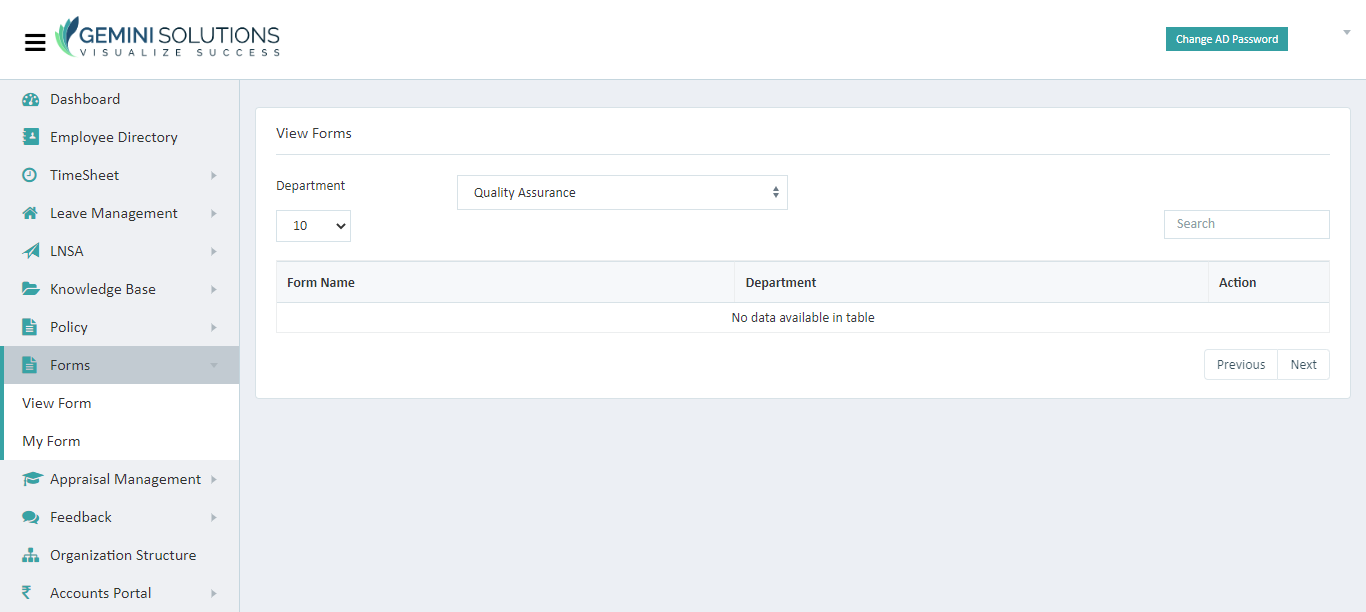 GEMINI SOLUTIONS
VISUALIZE SUCCESS
Change AD Password
Dashboard
Employee Directory
TimeSheet
Leave Management
LNSA
Knowledge Base
Policy
Forms
View Form
My Form
Appraisal Management
Feedback
Organization Structure
Accounts Portal
View Forms
Department
Quality Assurance
10
Search
Form Name Department Action
No data available in table
Previous Next